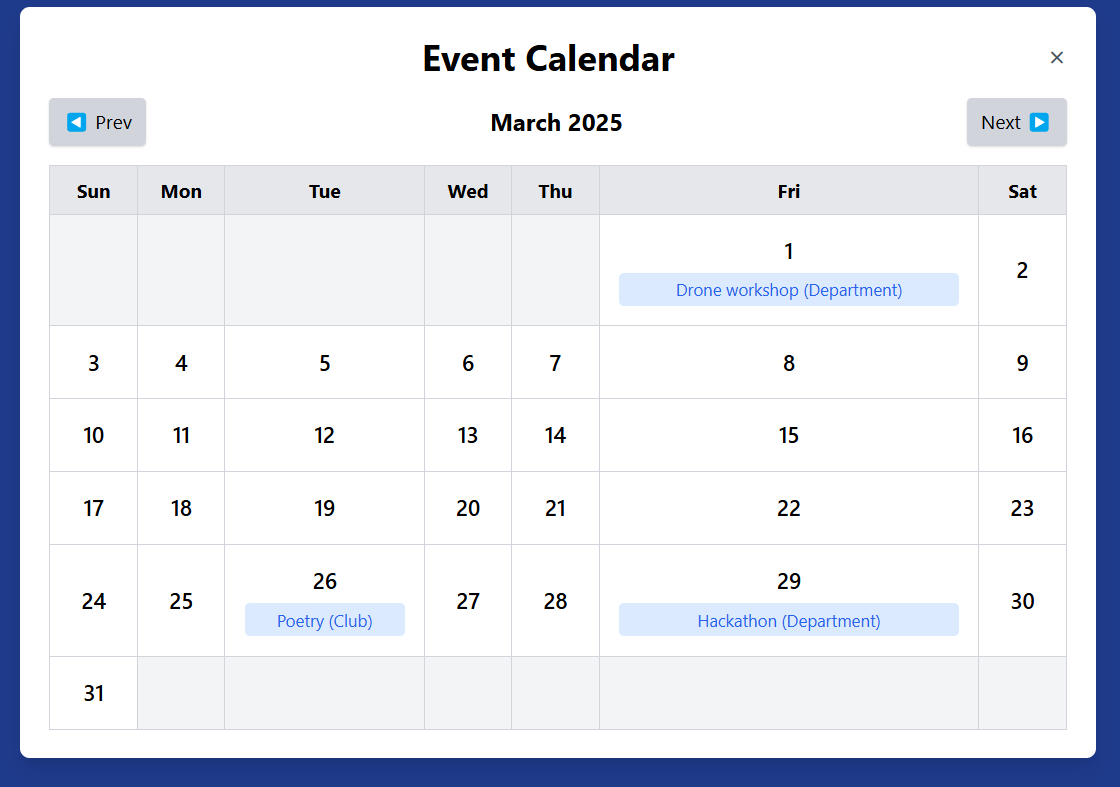 Event Calendar ×
◀ Prev March 2025 Next ▶
Sun Mon Tue Wed Thu Fri Sat
1 2
Drone workshop (Department)
3 4 5 6 7 8 9
10 11 12 13 14 15 16
17 18 19 20 21 22 23
24 25 26 27 28 29 30
Poetry (Club) Hackathon (Department)
31